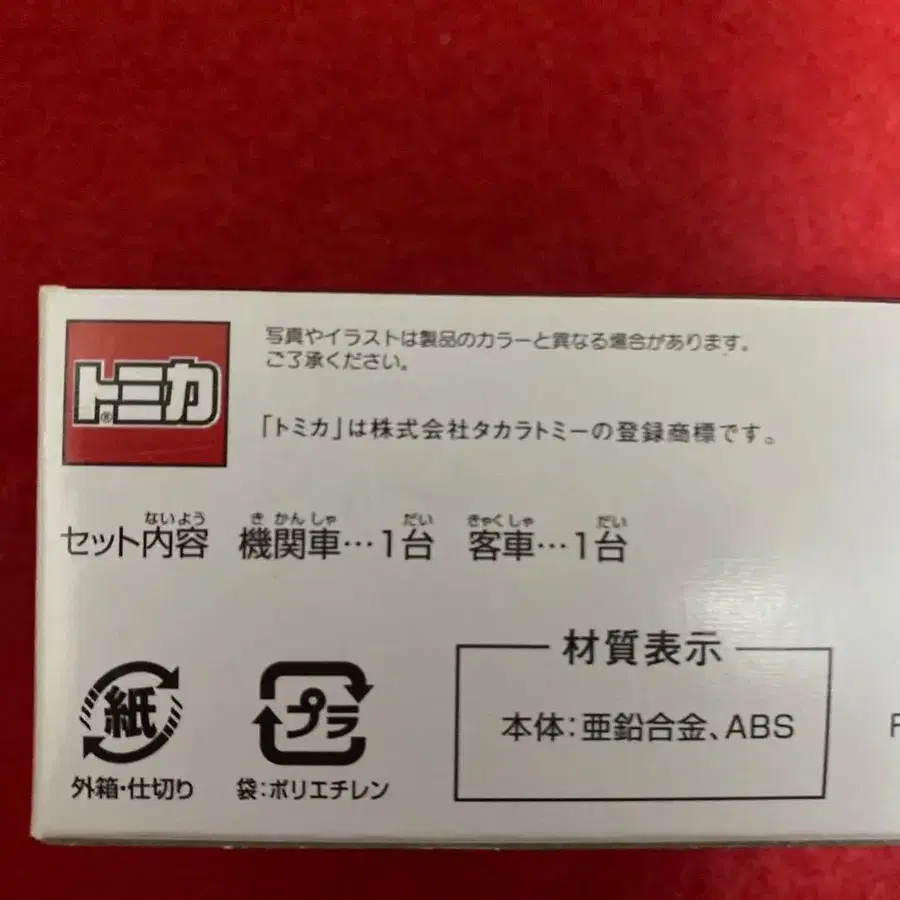 トミカ®
写真やイラストは製品のカラーと異なる場合があります。
ご了承ください。
「トミカ」は株式会社タカラトミーの登録商標です。
ないよう きかんしゃ だい きゃくしゃ だい
セット内容 機関車…1台 客車…1台
紙
外箱・仕切り
プラ
袋:ポリエチレン
材質表示
本体:亜鉛合金、ABS